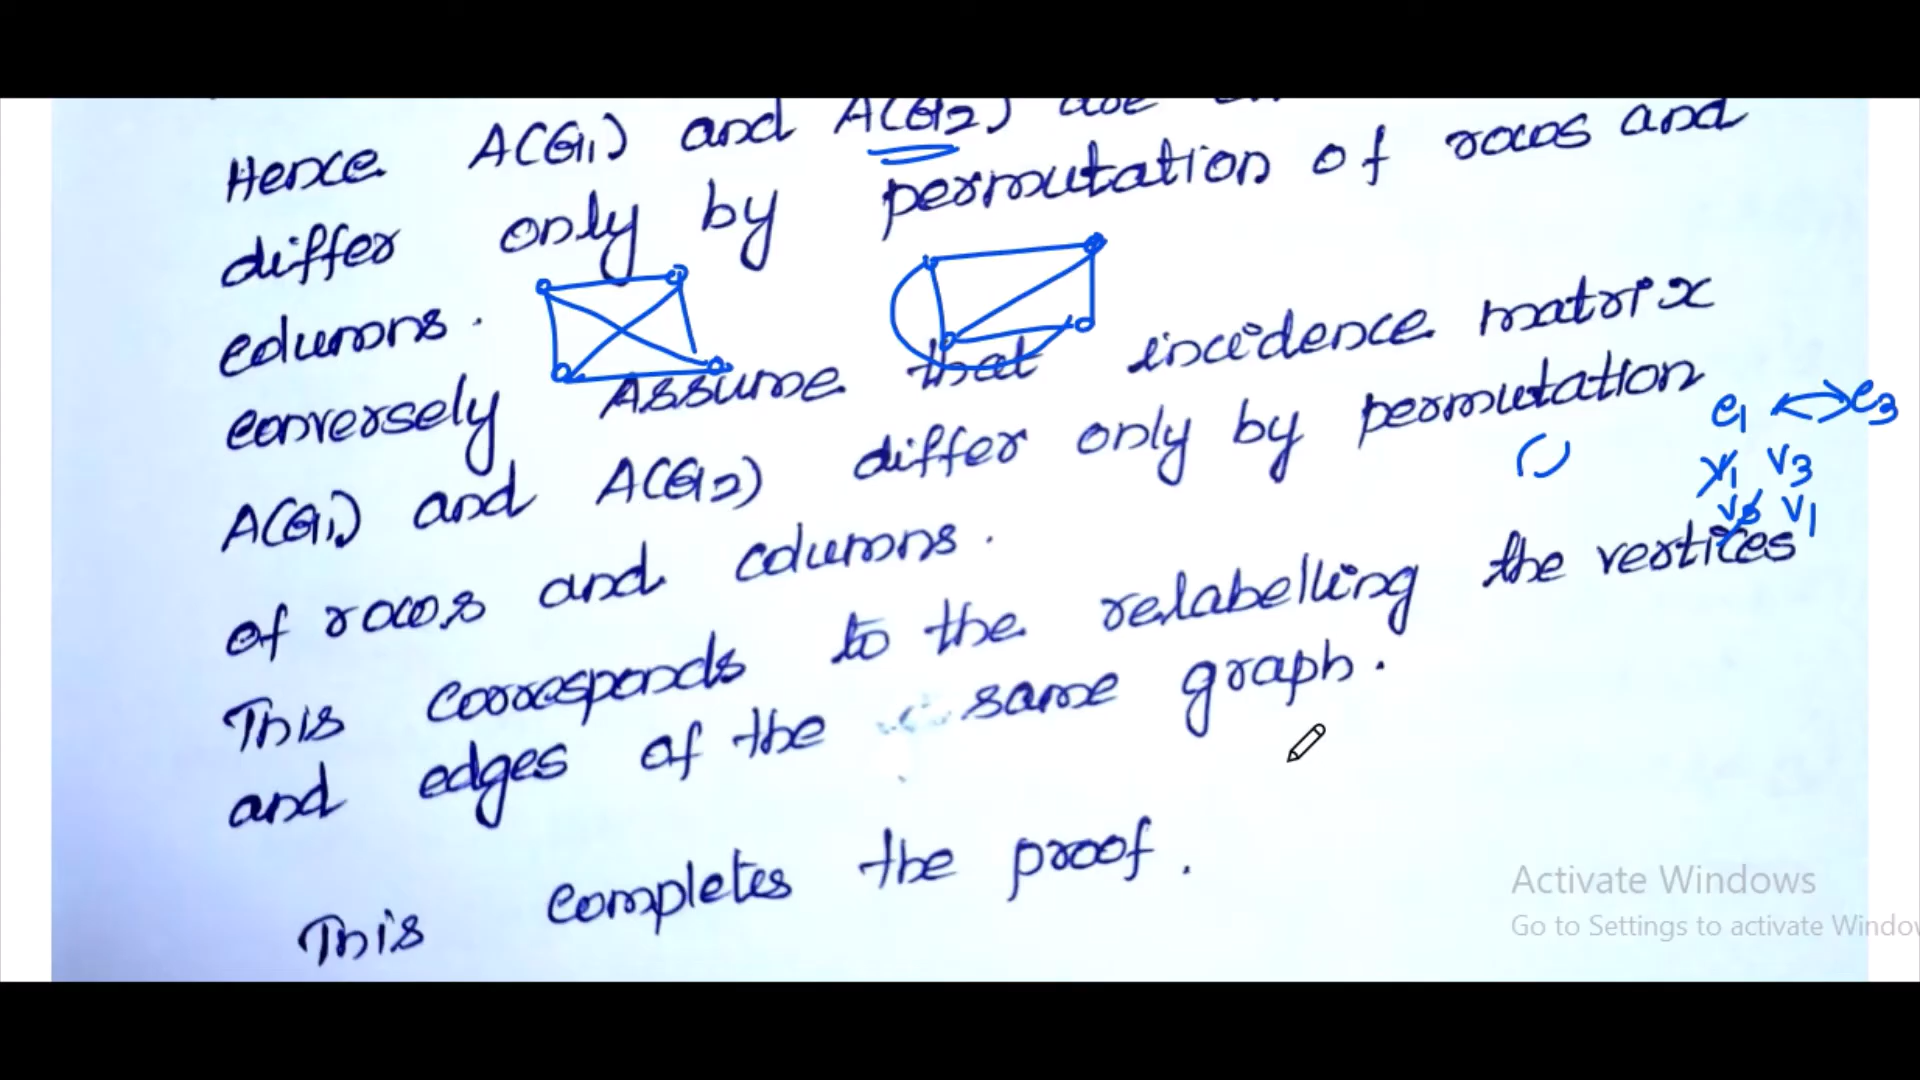 Hence A(G1) and A(G2) are
differ only by permutation of rows and
columns.
conversely Assume that incidence matrix
A(G1) and A(G2) differ only by permutation
of rows and columns.
This corresponds to the relabelling the vertices
and edges of the same graph.
This completes the proof.
e1 ↔ e3
v1 v3
v3 v1
Activate Windows
Go to Settings to activate Window